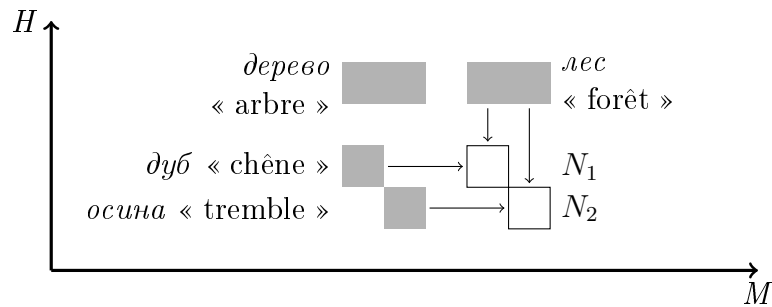 H
дерево
« arbre »
лес
« forêt »
дуб « chêne »
N₁
осина « tremble »
N₂
M